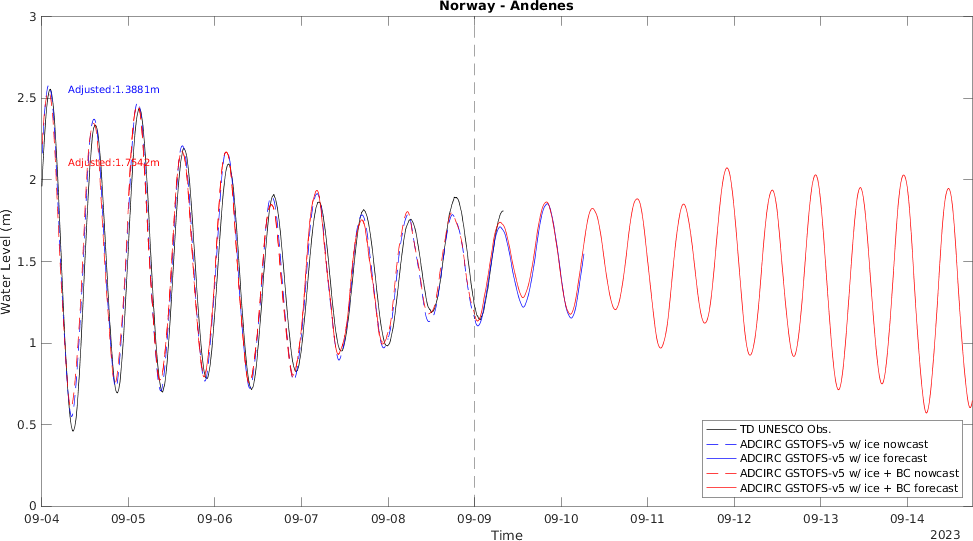 Norway - Andenes
3
2.5
2
1.5
1
0.5
0
Water Level (m)
Adjusted:1.3881m
Adjusted:1.7542m
TD UNESCO Obs.
ADCIRC GSTOFS-v5 w/ ice nowcast
ADCIRC GSTOFS-v5 w/ ice forecast
ADCIRC GSTOFS-v5 w/ ice + BC nowcast
ADCIRC GSTOFS-v5 w/ ice + BC forecast
09-04 09-05 09-06 09-07 09-08 09-09 09-10 09-11 09-12 09-13 09-14
Time
2023